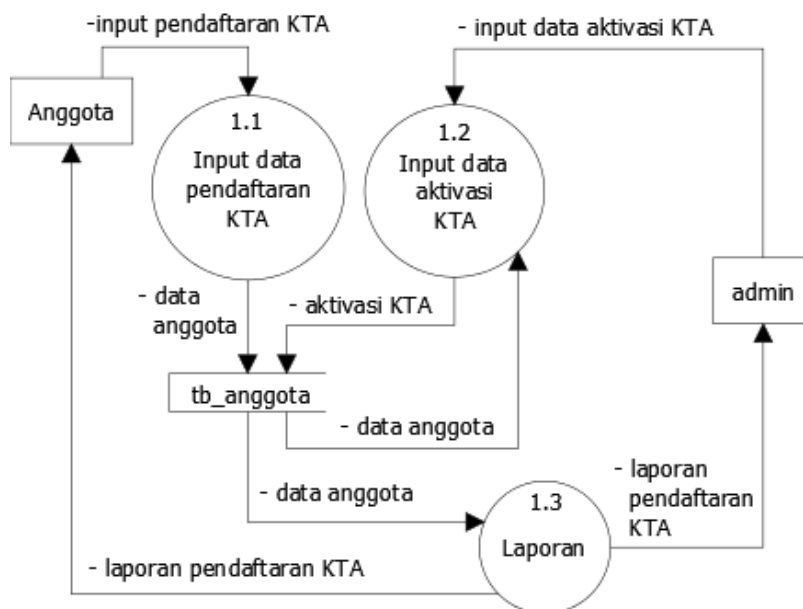 -input pendaftaran KTA
- input data aktivasi KTA
Anggota
1.1
Input data
pendaftaran
KTA
1.2
Input data
aktivasi
KTA
admin
- data
anggota
- aktivasi KTA
tb_anggota
- data anggota
- data anggota
- laporan
pendaftaran
KTA
1.3
Laporan
- laporan pendaftaran KTA